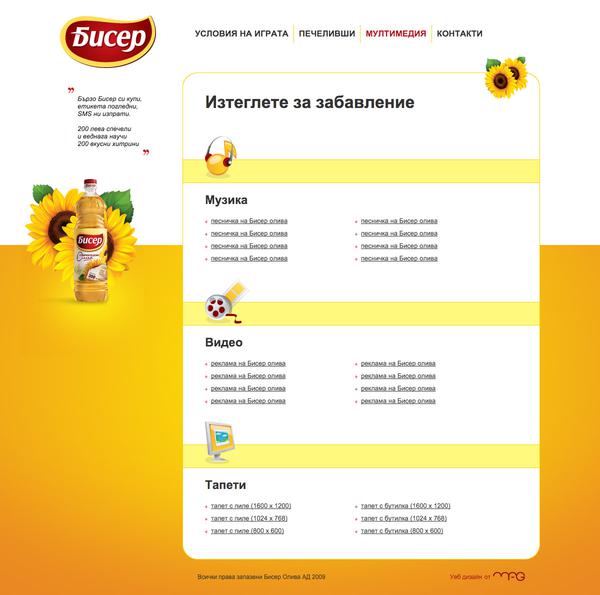 Бисер
УСЛОВИЯ НА ИГРАТА
ПЕЧЕЛИВШИ
МУЛТИМЕДИЯ
КОНТАКТИ
Бързо Бисер си купи,
етикета погледни,
SMS ни изпрати.
200 лева спечели
и веднага научи
200 вкусни хитрини
Бисер
Изтеглете за забавление
Музика
песничка на Бисер олива
песничка на Бисер олива
песничка на Бисер олива
песничка на Бисер олива
песничка на Бисер олива
песничка на Бисер олива
песничка на Бисер олива
песничка на Бисер олива
Видео
реклама на Бисер олива
реклама на Бисер олива
реклама на Бисер олива
реклама на Бисер олива
реклама на Бисер олива
реклама на Бисер олива
реклама на Бисер олива
реклама на Бисер олива
Тапети
тапет с пиле (1600 x 1200)
тапет с бутилка (1600 x 1200)
тапет с пиле (1024 x 768)
тапет с бутилка (1024 x 768)
тапет с пиле (800 x 600)
тапет с бутилка (800 x 600)
Всички права запазени Бисер Олива АД 2009
Уеб дизайн от